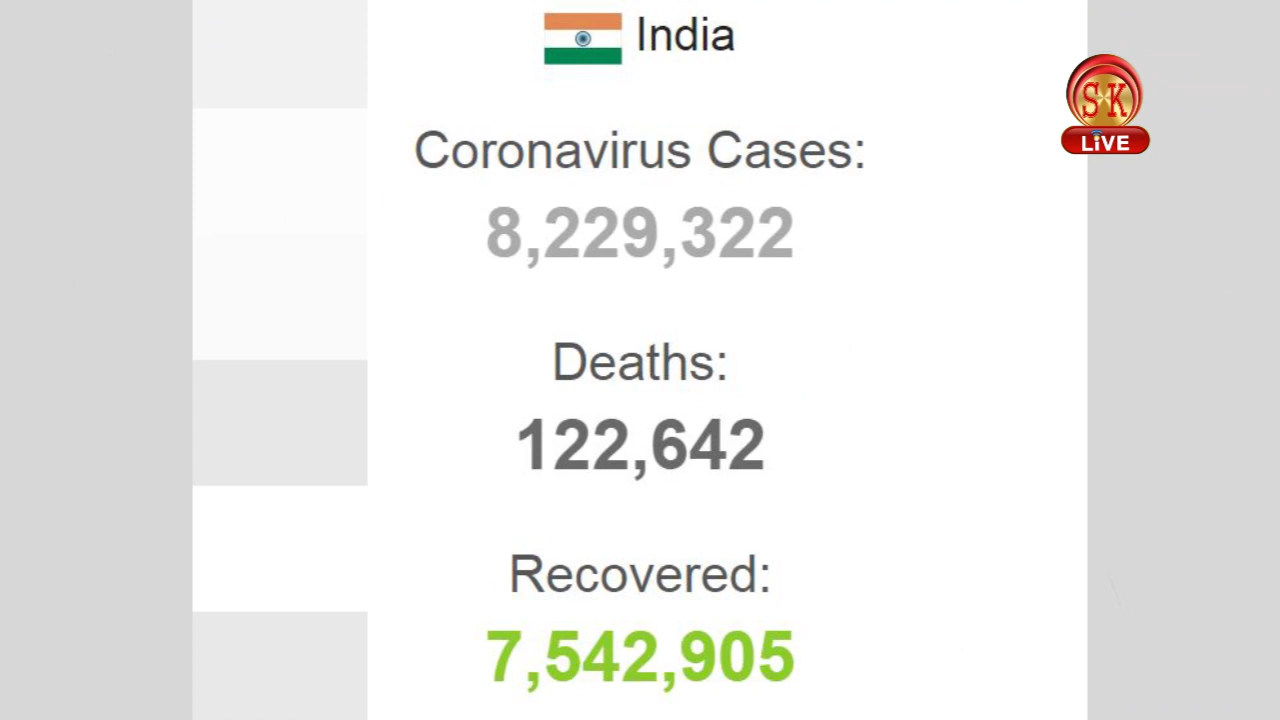 India
SK
LiVE
Coronavirus Cases:
8,229,322
Deaths:
122,642
Recovered:
7,542,905